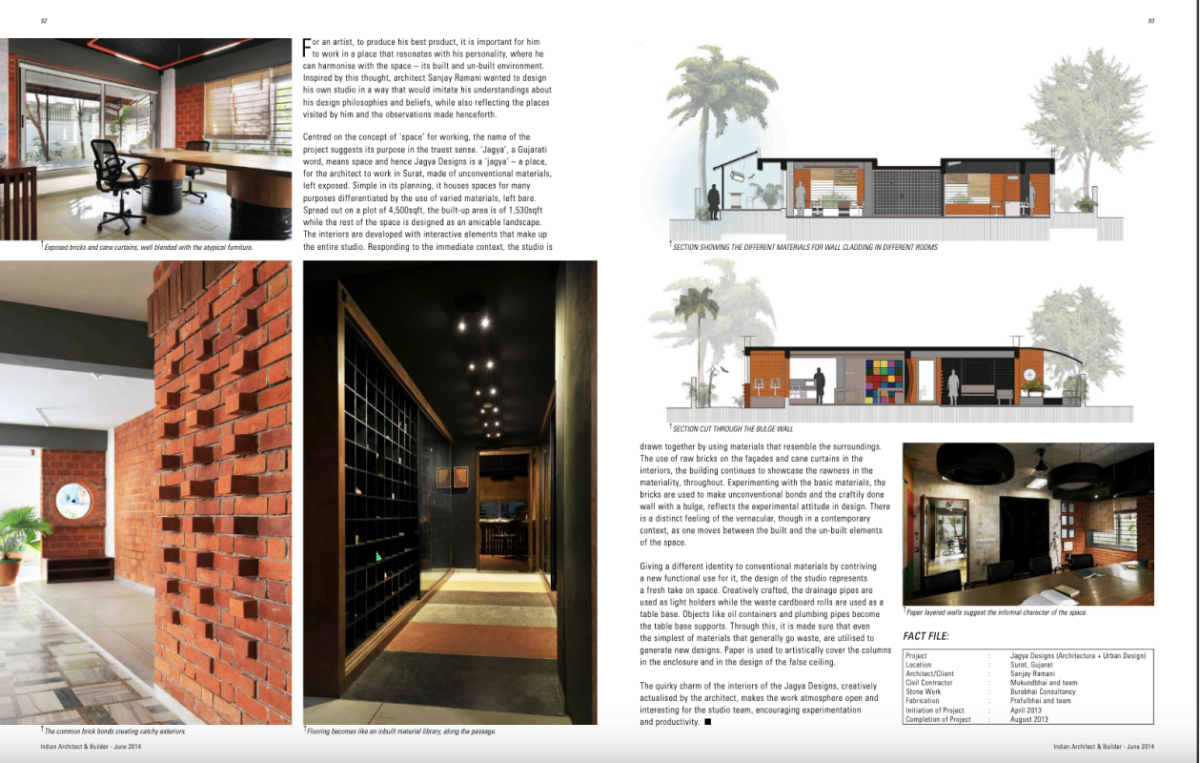 92
93
For an artist, to produce his best product, it is important for him
to work in a place that resonates with his personality, where he
can harmonise with the space – its built and un-built environment.
Inspired by this thought, architect Sanjay Ramani wanted to design
his own studio in a way that would imitate his understandings about
his design philosophies and beliefs, while also reflecting the places
visited by him and the observations made henceforth.
Centred on the concept of 'space' for working, the name of the
project suggests its purpose in the truest sense. 'Jagya', a Gujarati
word, means space and hence Jagya Designs is a 'jagya' – a place,
for the architect to work in Surat, made of unconventional materials,
left exposed. Simple in its planning, it houses spaces for many
purposes differentiated by the use of varied materials, left bare.
Spread out on a plot of 4,500sqft, the built-up area is of 1,530sqft
while the rest of the space is designed as an amicable landscape.
The interiors are developed with interactive elements that make up
the entire studio. Responding to the immediate context, the studio is
↑Exposed bricks and cane curtains, well blended with the atypical furniture.
↑The common brick bonds creating catchy exteriors.
↑Flooring becomes like an inbuilt material library, along the passage.
Indian Architect & Builder - June 2014
↑SECTION SHOWING THE DIFFERENT MATERIALS FOR WALL CLADDING IN DIFFERENT ROOMS
↑SECTION CUT THROUGH THE BULGE WALL
drawn together by using materials that resemble the surroundings.
The use of raw bricks on the façades and cane curtains in the
interiors, the building continues to showcase the rawness in the
materiality, throughout. Experimenting with the basic materials, the
bricks are used to make unconventional bonds and the craftily done
wall with a bulge, reflects the experimental attitude in design. There
is a distinct feeling of the vernacular, though in a contemporary
context, as one moves between the built and the un-built elements
of the space.
Giving a different identity to conventional materials by contriving
a new functional use for it, the design of the studio represents
a fresh take on space. Creatively crafted, the drainage pipes are
used as light holders while the waste cardboard rolls are used as a
table base. Objects like oil containers and plumbing pipes become
the table base supports. Through this, it is made sure that even
the simplest of materials that generally go waste, are utilised to
generate new designs. Paper is used to artistically cover the columns
in the enclosure and in the design of the false ceiling.
The quirky charm of the interiors of the Jagya Designs, creatively
actualised by the architect, makes the work atmosphere open and
interesting for the studio team, encouraging experimentation
and productivity. ■
↑Paper layered walls suggest the informal character of the space.
FACT FILE:
Project : Jagya Designs (Architecture + Urban Design)
Location : Surat, Gujarat
Architect/Client : Sanjay Ramani
Civil Contractor : Mukundbhai and team
Stone Work : Burabhai Consultancy
Fabrication : Prafulbhai and team
Initiation of Project : April 2013
Completion of Project : August 2013
Indian Architect & Builder - June 2014